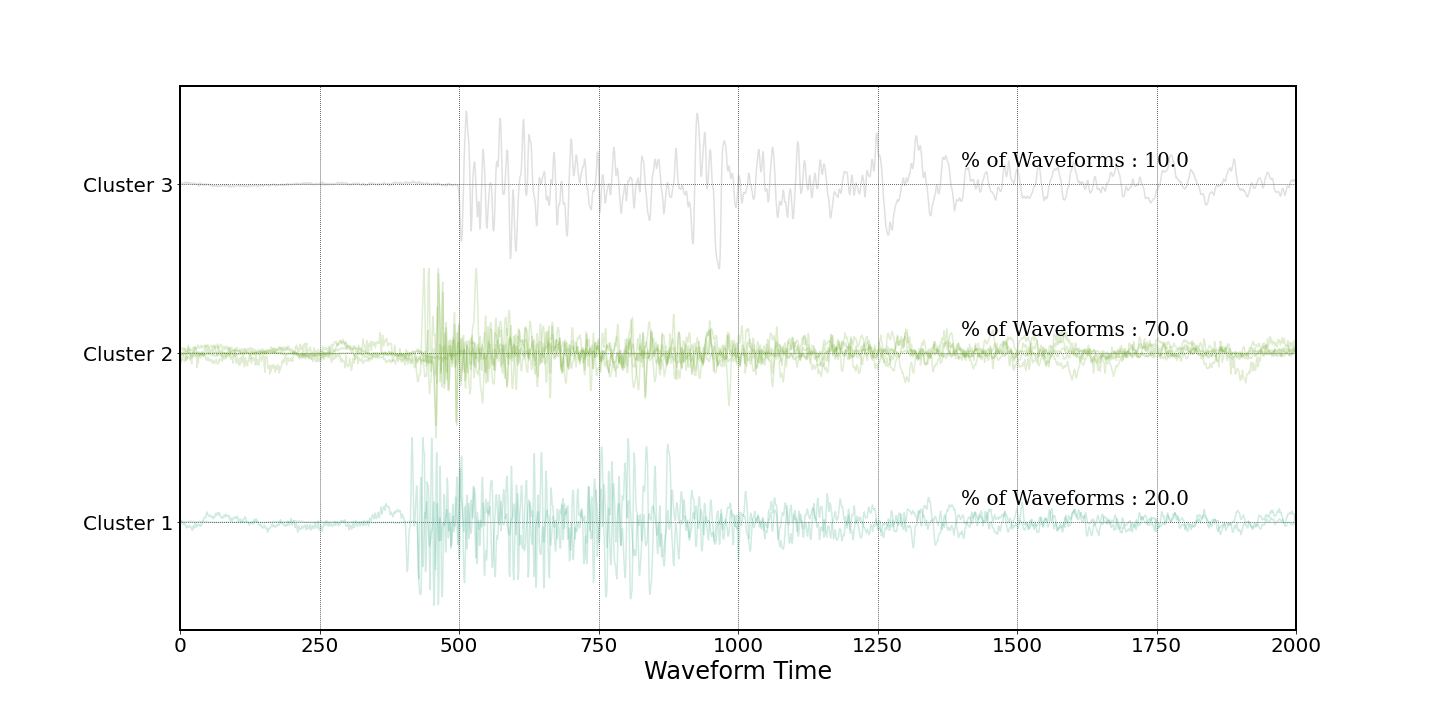 Cluster 3
% of Waveforms : 10.0
Cluster 2
% of Waveforms : 70.0
Cluster 1
% of Waveforms : 20.0
0 250 500 750 1000 1250 1500 1750 2000
Waveform Time